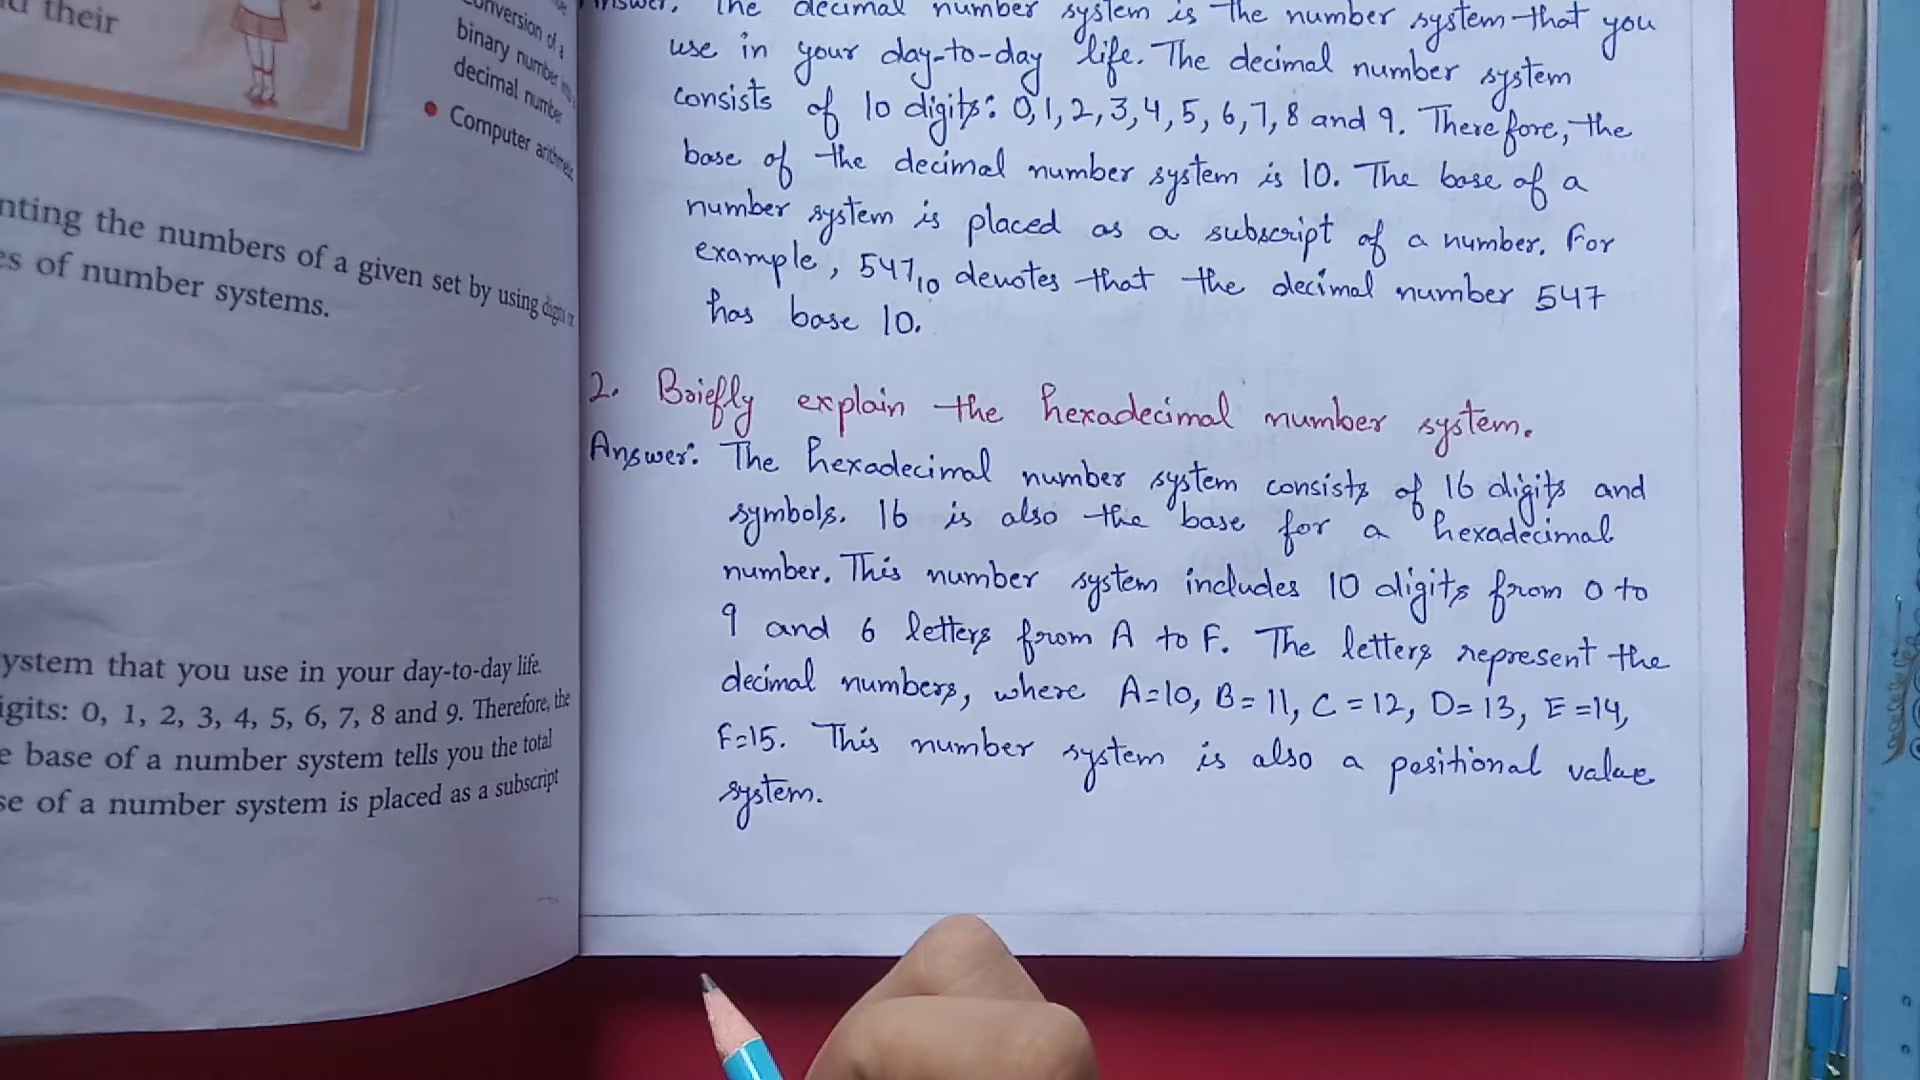 their
Conversion of a
binary number into a
decimal number
• Computer arithmetic
nting the numbers of a given set by using digits or
es of number systems.
ystem that you use in your day-to-day life.
igits: 0, 1, 2, 3, 4, 5, 6, 7, 8 and 9. Therefore, the
e base of a number system tells you the total
se of a number system is placed as a subscript
Answer. The decimal number system is the number system that you
use in your day-to-day life. The decimal number system
consists of 10 digits: 0,1,2,3,4,5,6,7,8 and 9. Therefore, the
base of the decimal number system is 10. The base of a
number system is placed as a subscript of a number. For
example, 547₁₀ denotes that the decimal number 547
has base 10.
2. Briefly explain the hexadecimal number system.
Answer: The hexadecimal number system consists of 16 digits and
symbols. 16 is also the base for a hexadecimal
number. This number system includes 10 digits from 0 to
9 and 6 letters from A to F. The letters represent the
decimal numbers, where A=10, B=11, C=12, D=13, E=14,
F=15. This number system is also a positional value
system.